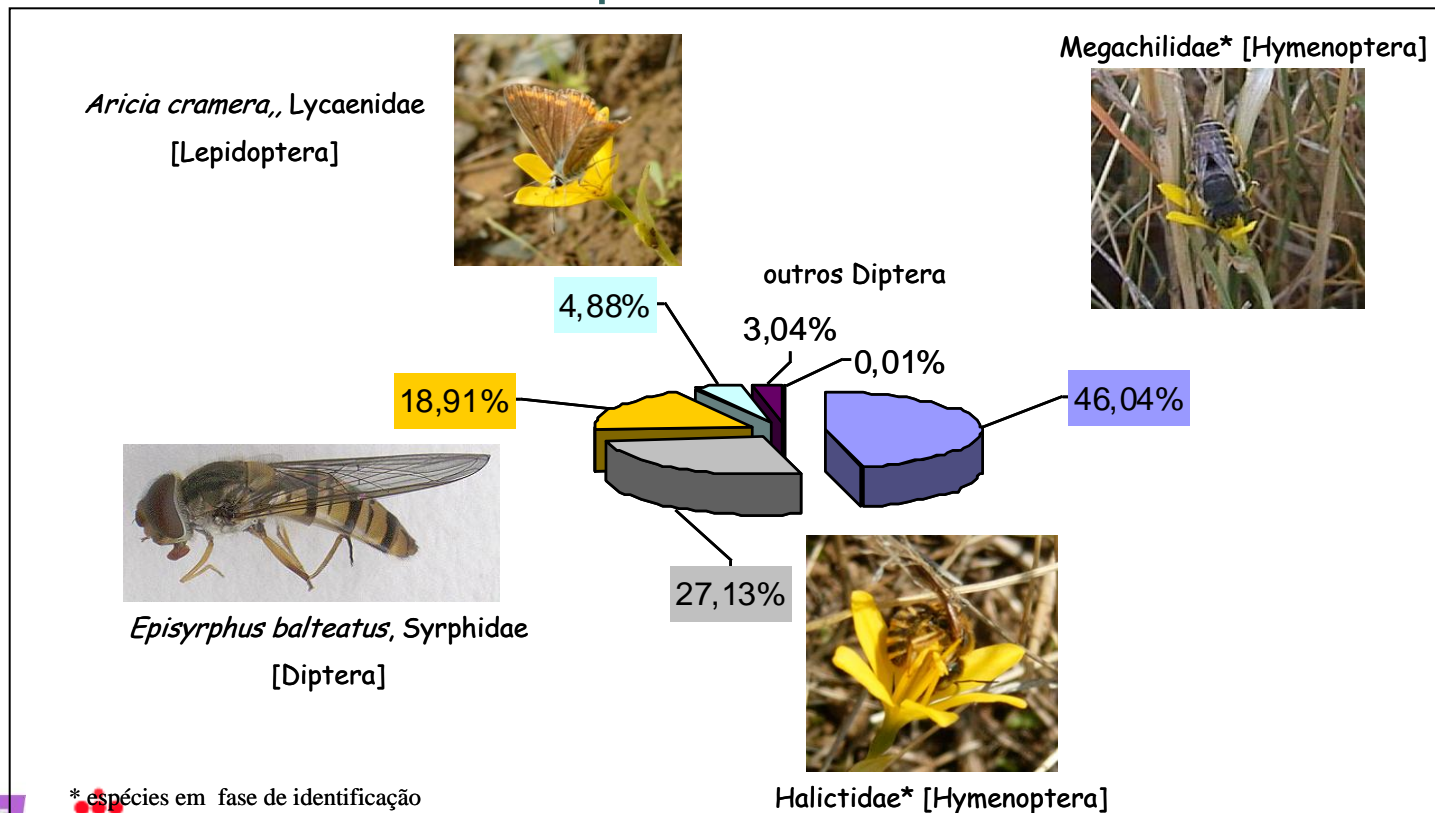 Megachilidae* [Hymenoptera]
Aricia cramera,, Lycaenidae
[Lepidoptera]
outros Diptera
4,88%
3,04%
0,01%
18,91%
46,04%
27,13%
Episyrphus balteatus, Syrphidae
[Diptera]
* espécies em  fase de identificação
Halictidae* [Hymenoptera]